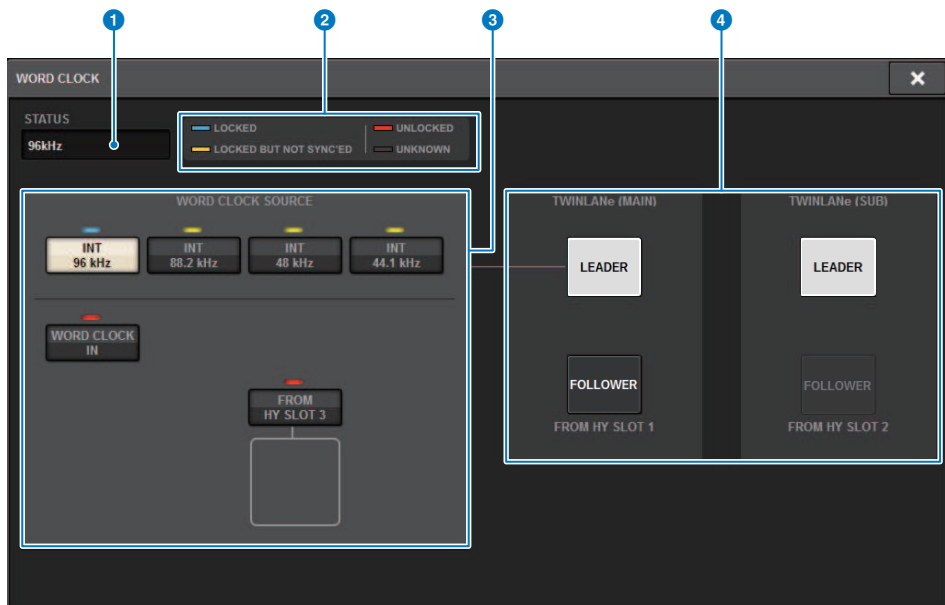 1 2 3 4
WORD CLOCK ×
STATUS
96kHz
LOCKED UNLOCKED
LOCKED BUT NOT SYNC'ED UNKNOWN
WORD CLOCK SOURCE
INT
96 kHz
INT
88.2 kHz
INT
48 kHz
INT
44.1 kHz
WORD CLOCK
IN
FROM
HY SLOT 3
TWINLANe (MAIN)
LEADER
FOLLOWER
FROM HY SLOT 1
TWINLANe (SUB)
LEADER
FOLLOWER
FROM HY SLOT 2